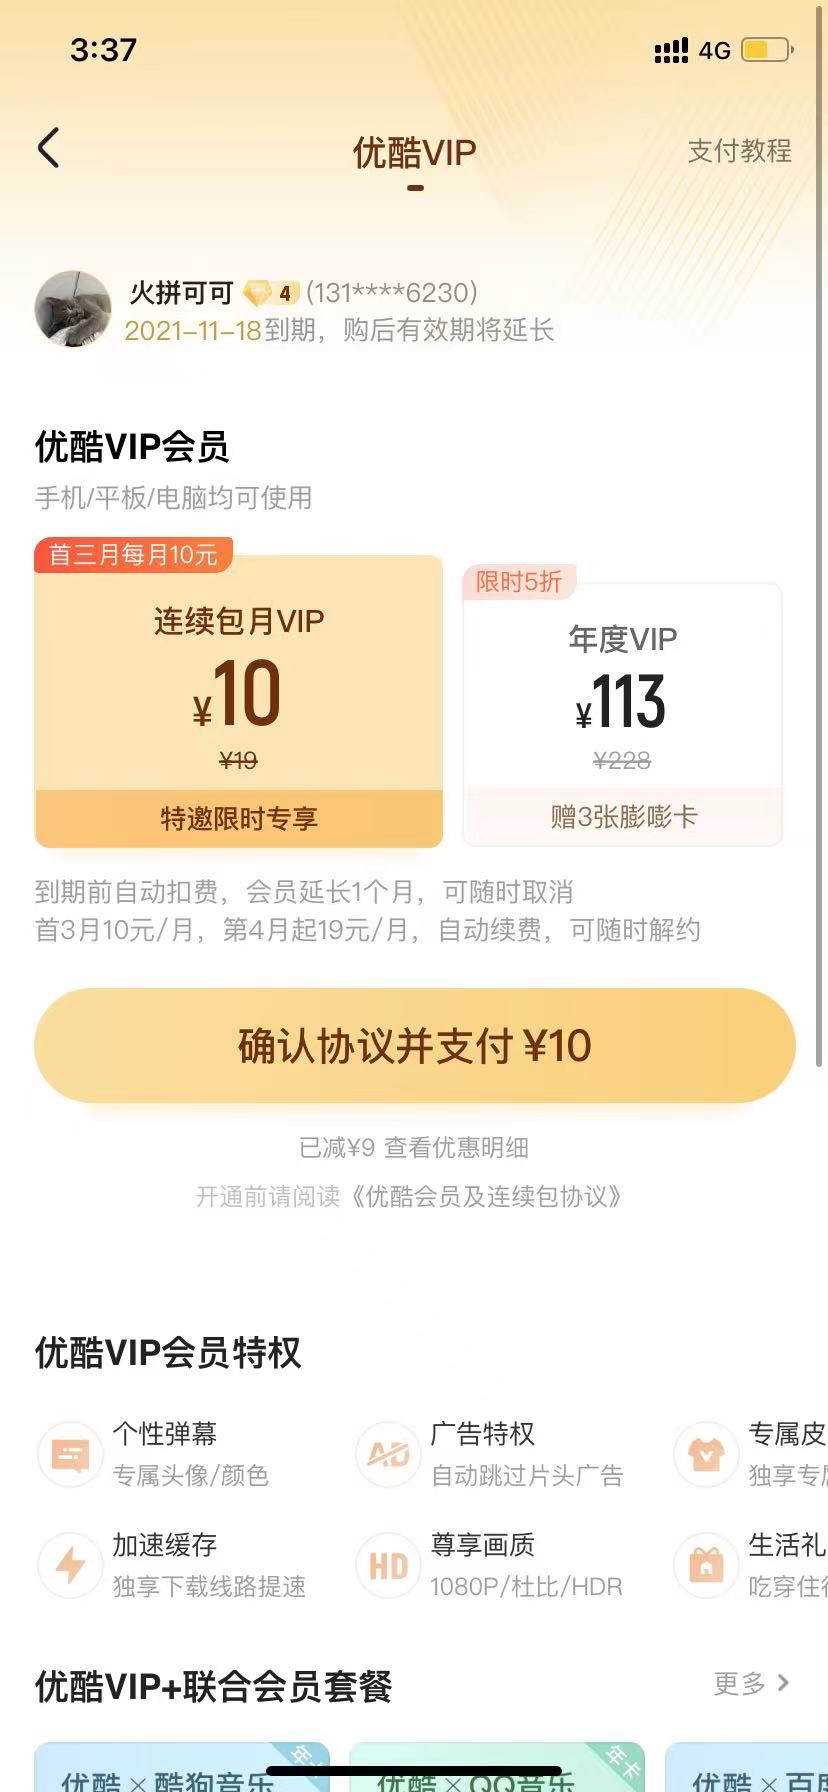 3:37
4G
优酷VIP
支付教程
火拼可可 4 (131****6230)
2021-11-18到期，购后有效期将延长
优酷VIP会员
手机/平板/电脑均可使用
首三月每月10元
连续包月VIP
¥10
¥19
特邀限时专享
限时5折
年度VIP
¥113
¥228
赠3张膨嘭卡
到期前自动扣费，会员延长1个月，可随时取消
首3月10元/月，第4月起19元/月，自动续费，可随时解约
确认协议并支付 ¥10
已减¥9 查看优惠明细
开通前请阅读《优酷会员及连续包协议》
优酷VIP会员特权
个性弹幕
专属头像/颜色
AD
广告特权
自动跳过片头广告
专属皮
独享专属
加速缓存
独享下载线路提速
HD
尊享画质
1080P/杜比/HDR
生活礼
吃穿住行
优酷VIP+联合会员套餐
更多
年卡
优酷×酷狗音乐
年卡
优酷×QQ音乐
优酷×百度